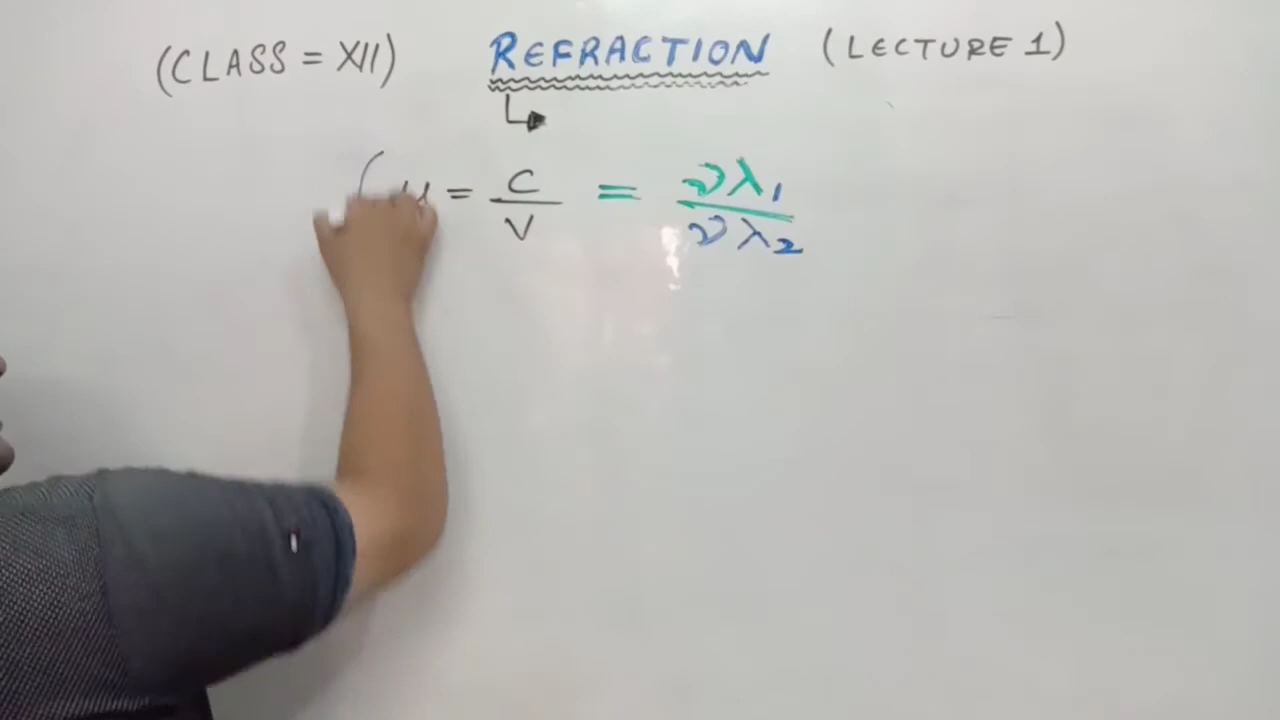 (CLASS = XII) REFRACTION (LECTURE 1)
μ = C/V = νλ₁/νλ₂